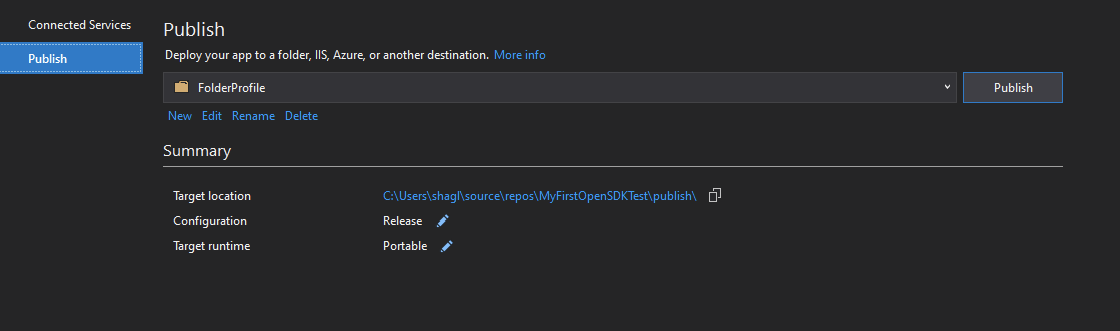 Connected Services
Publish
Publish
Deploy your app to a folder, IIS, Azure, or another destination. More info
FolderProfile
Publish
New Edit Rename Delete
Summary
Target location C:\Users\shagl\source\repos\MyFirstOpenSDKTest\publish\
Configuration Release
Target runtime Portable